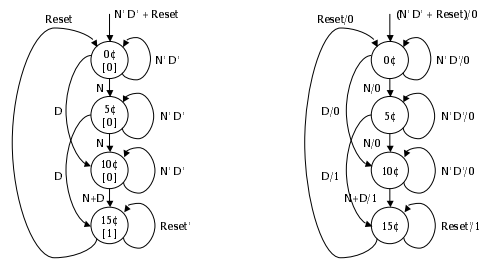 Reset
N' D' + Reset
0¢
[0]
N' D'
N
D
5¢
[0]
N' D'
N
10¢
[0]
N' D'
D
N+D
15¢
[1]
Reset'
Reset/0
(N' D' + Reset)/0
0¢
N' D'/0
N/0
D/0
5¢
N' D'/0
N/0
10¢
N' D'/0
D/1
N+D/1
15¢
Reset'/1